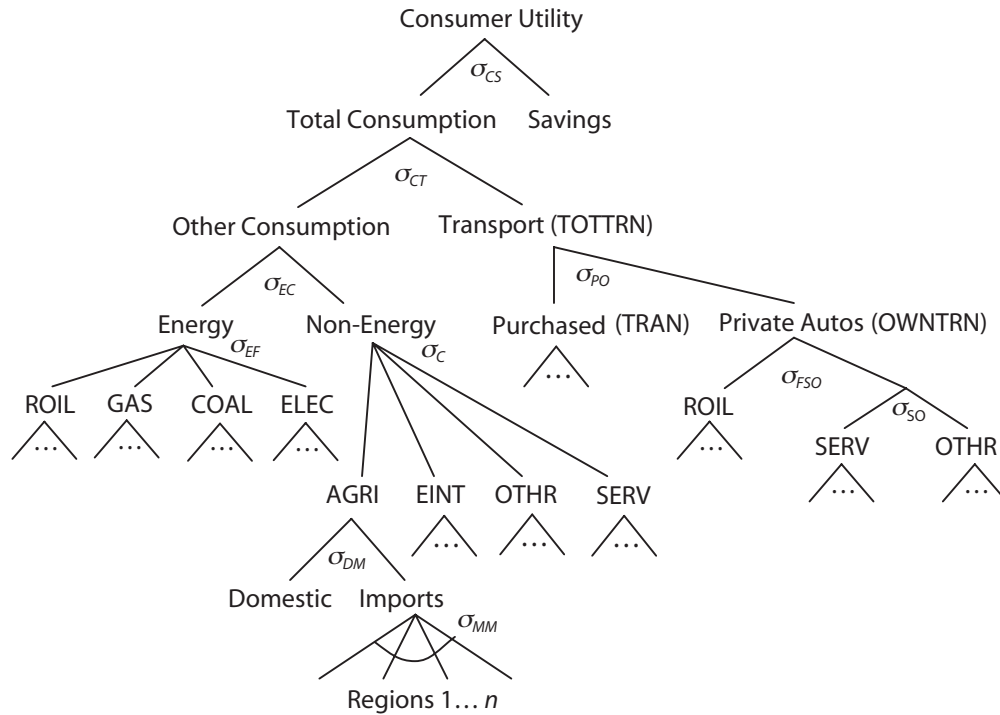 Consumer Utility
σCS
Total Consumption Savings
σCT
Other Consumption Transport (TOTTRN)
σEC σPO
Energy Non-Energy Purchased (TRAN) Private Autos (OWNTRN)
σEF σC ... σFSO
ROIL GAS COAL ELEC ROIL σSO
... ... ... ... ... SERV OTHR
... ...
AGRI EINT OTHR SERV
σDM ... ... ...
Domestic Imports
σMM
Regions 1... n